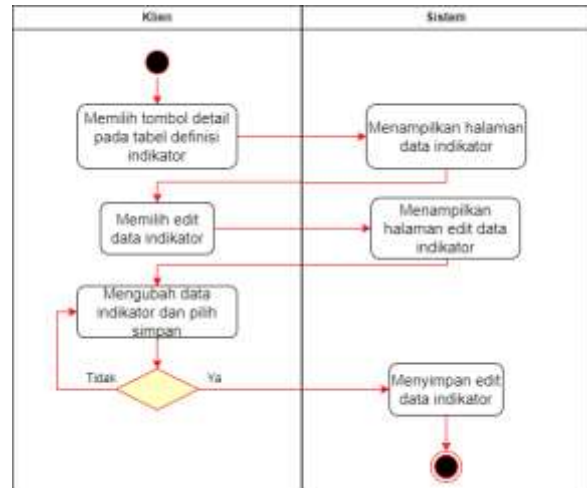 Klien
Sistem
Memilih tombol detail
pada tabel definisi
indikator
Menampilkan halaman
data indikator
Memilih edit
data indikator
Menampilkan
halaman edit data
indikator
Mengubah data
indikator dan pilih
simpan
Tidak
Ya
Menyimpan edit
data indikator